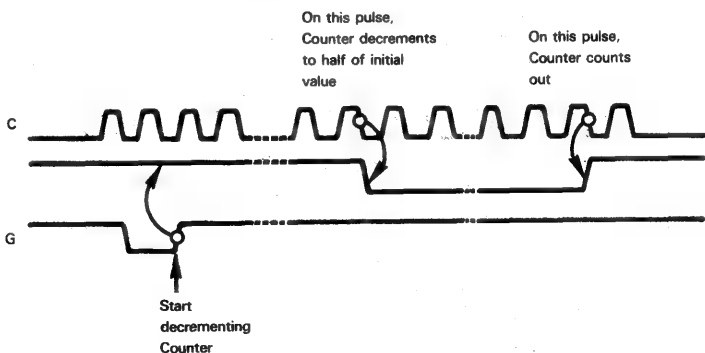 On this pulse,
Counter decrements
to half of initial
value
On this pulse,
Counter counts
out
C
G
Start
decrementing
Counter